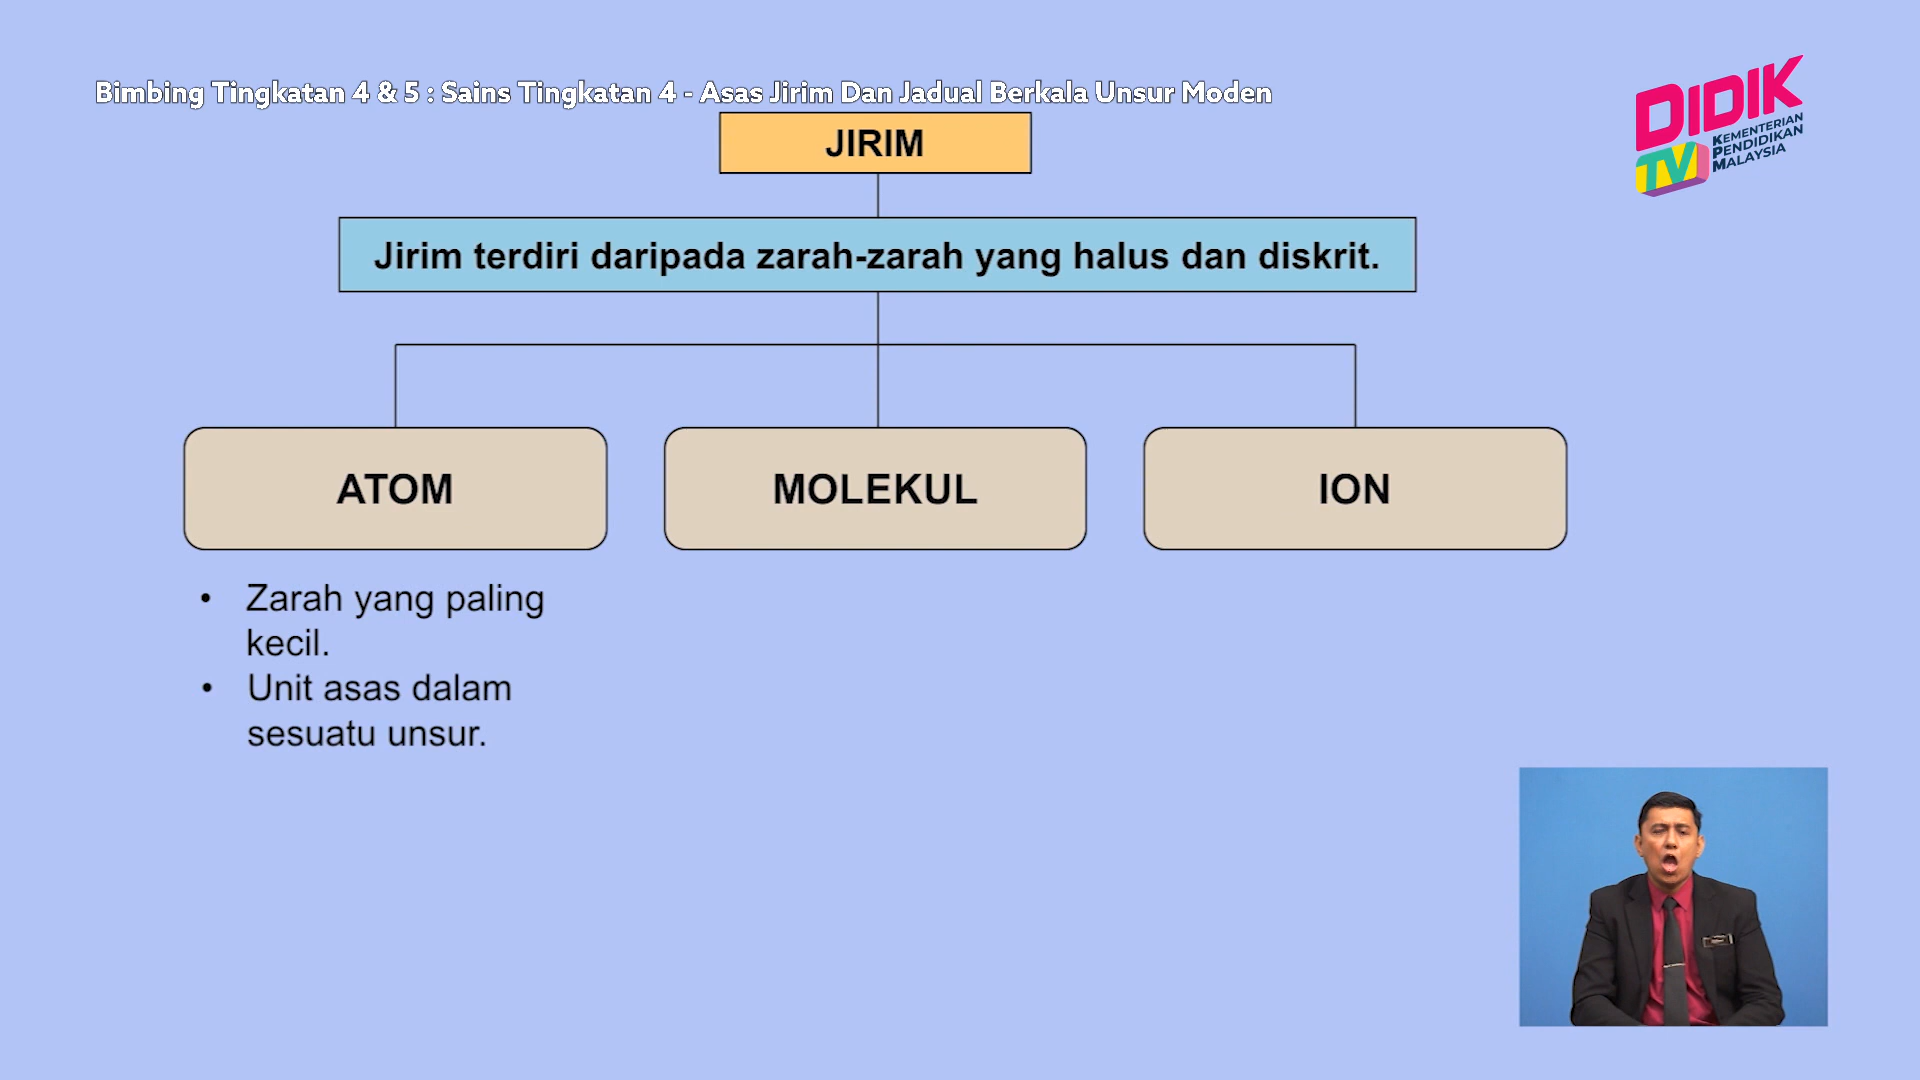 Bimbing Tingkatan 4 & 5 : Sains Tingkatan 4 - Asas Jirim Dan Jadual Berkala Unsur Moden
DIDIK
TV
KEMENTERIAN
PENDIDIKAN
MALAYSIA
JIRIM
Jirim terdiri daripada zarah-zarah yang halus dan diskrit.
ATOM
MOLEKUL
ION
• Zarah yang paling
kecil.
• Unit asas dalam
sesuatu unsur.